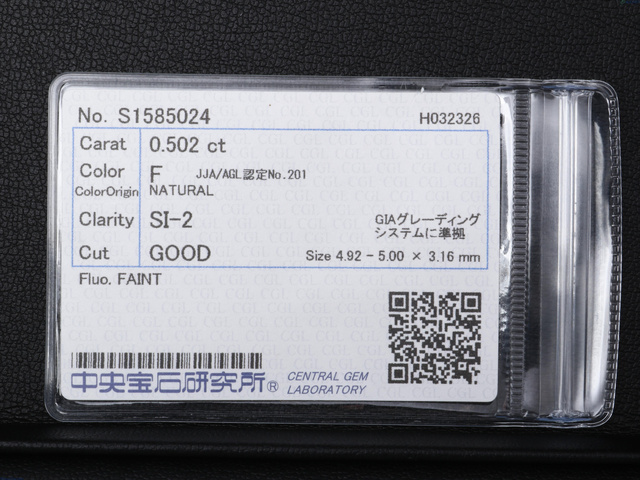 No. S1585024 H032326
Carat 0.502 ct
Color F JJA/AGL認定No.201
ColorOrigin NATURAL
Clarity SI-2 GIAグレーディング
システムに準拠
Cut GOOD Size 4.92 - 5.00 × 3.16 mm
Fluo. FAINT
中央宝石研究所® CENTRAL GEM
LABORATORY